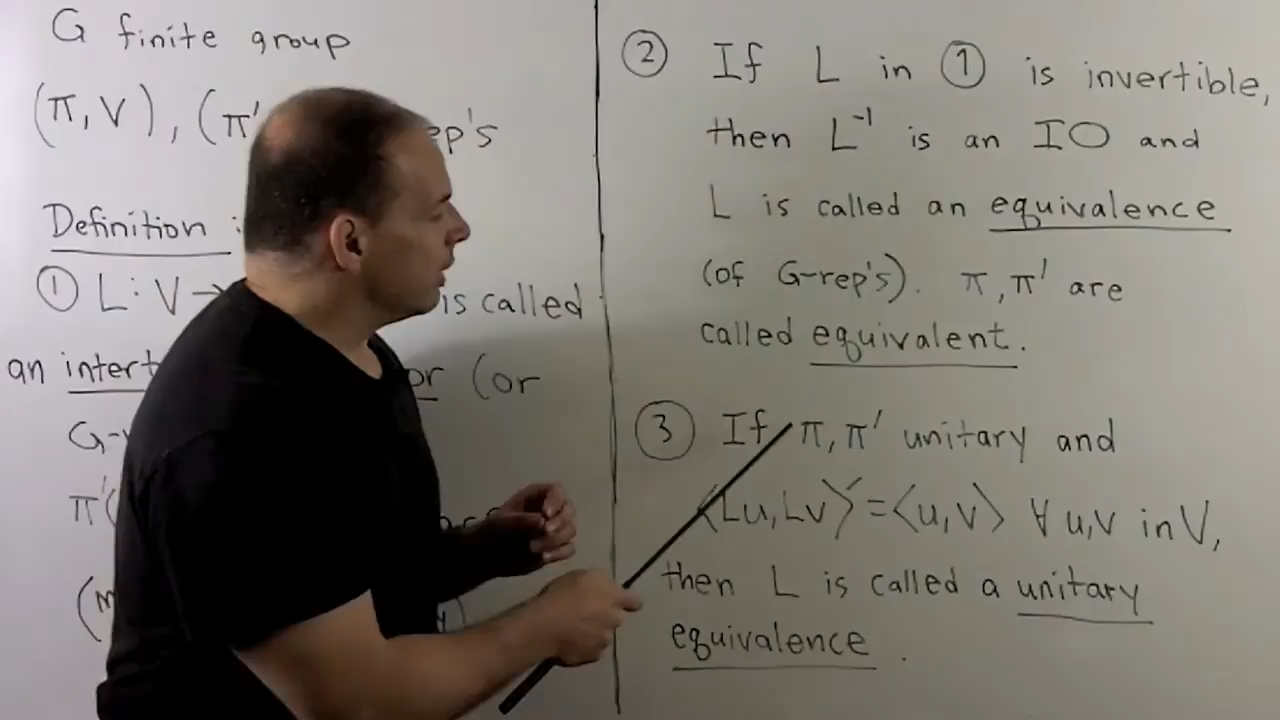 G finite group
(π, V), (π' ep's
Definition :
① L: V → is called
an intert or (or
G-
π'(
(m
② If L in ① is invertible,
then L⁻¹ is an IO and
L is called an equivalence
(of G-rep's). π, π' are
called equivalent.
③ If π, π' unitary and
⟨Lu, Lv⟩' = ⟨u, v⟩ ∀ u, v in V,
then L is called a unitary
equivalence.